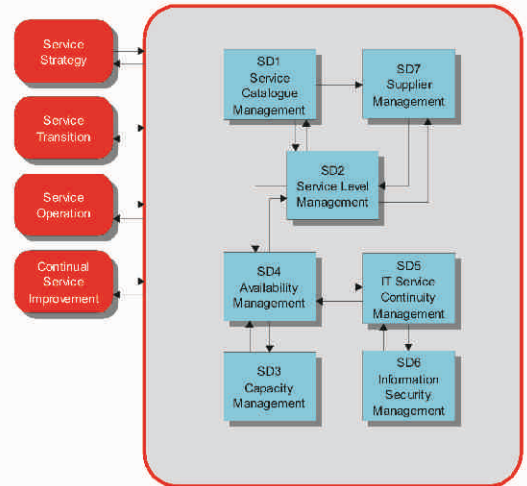 Service
Strategy
Service
Transition
Service
Operation
Continual
Service
Improvement
SD1
Service
Catalogue
Management
SD7
Supplier
Management
SD2
Service Level
Management
SD4
Availability
Management
SD5
IT Service
Continuity
Management
SD3
Capacity
Management
SD6
Information
Security
Management